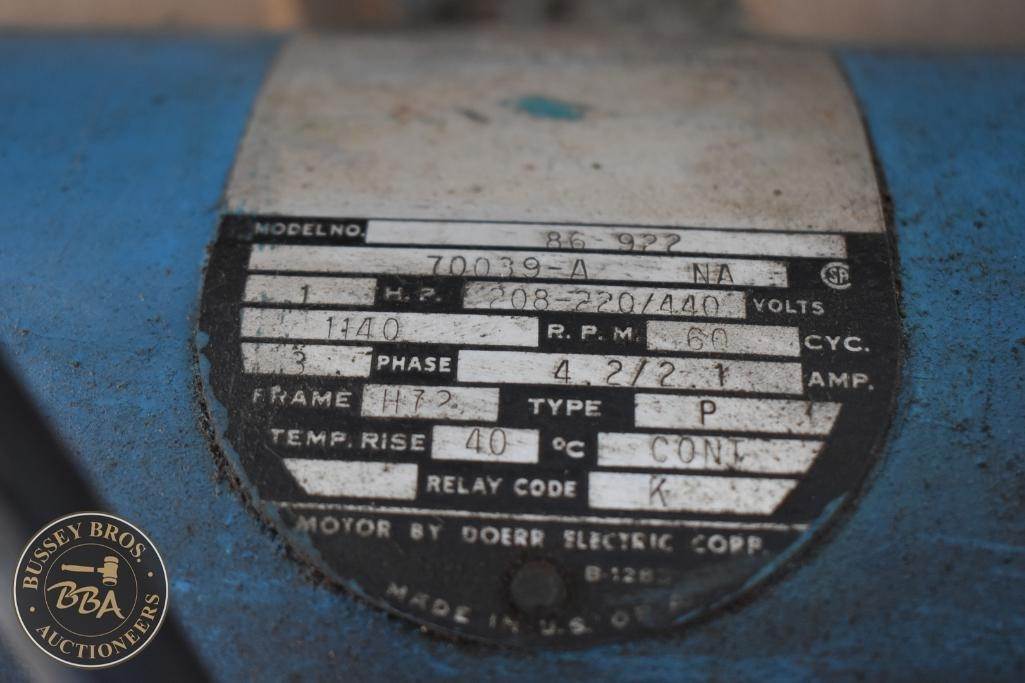 MODEL NO. 86 922
70039-A NA SA
1 H.P. 208-220/440 VOLTS
1140 R.P.M. 60 CYC.
3 PHASE 4.2/2.1 AMP.
FRAME H72 TYPE P
TEMP. RISE 40 °C CONT
RELAY CODE K
MOTOR BY DOERR ELECTRIC CORP.
MADE IN U.S. OF
BUSSEY BROS.
BBA
AUCTIONEERS